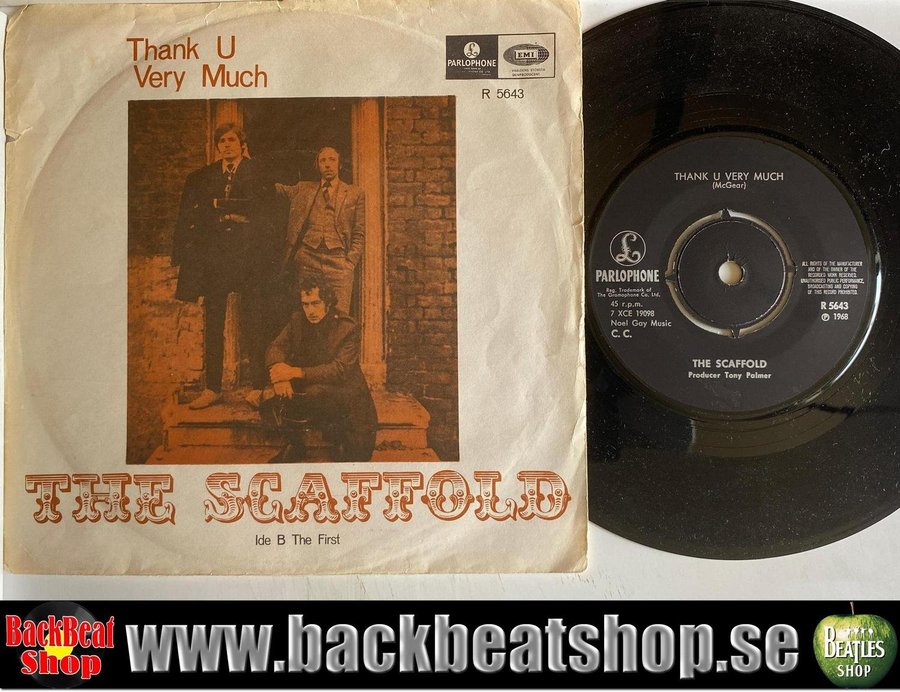 Thank U
Very Much
PARLOPHONE
EMI
R 5643
THE SCAFFOLD
Ide B The First
THANK U VERY MUCH
(McGear)
£
PARLOPHONE
Reg. Trademark of
The Gramophone Co. Ltd.
45 r.p.m.
7 XCE 19098
Noel Gay Music
C. C.
ALL RIGHTS OF THE MANUFACTURER
AND OF THE OWNER OF THE
RECORDED WORK RESERVED.
UNAUTHORISED PUBLIC PERFORMANCE,
BROADCASTING AND COPYING
OF THIS RECORD PROHIBITED.
R 5643
℗ 1968
THE SCAFFOLD
Producer Tony Palmer
BackBeat
Shop
www.backbeatshop.se
BEATLES
SHOP